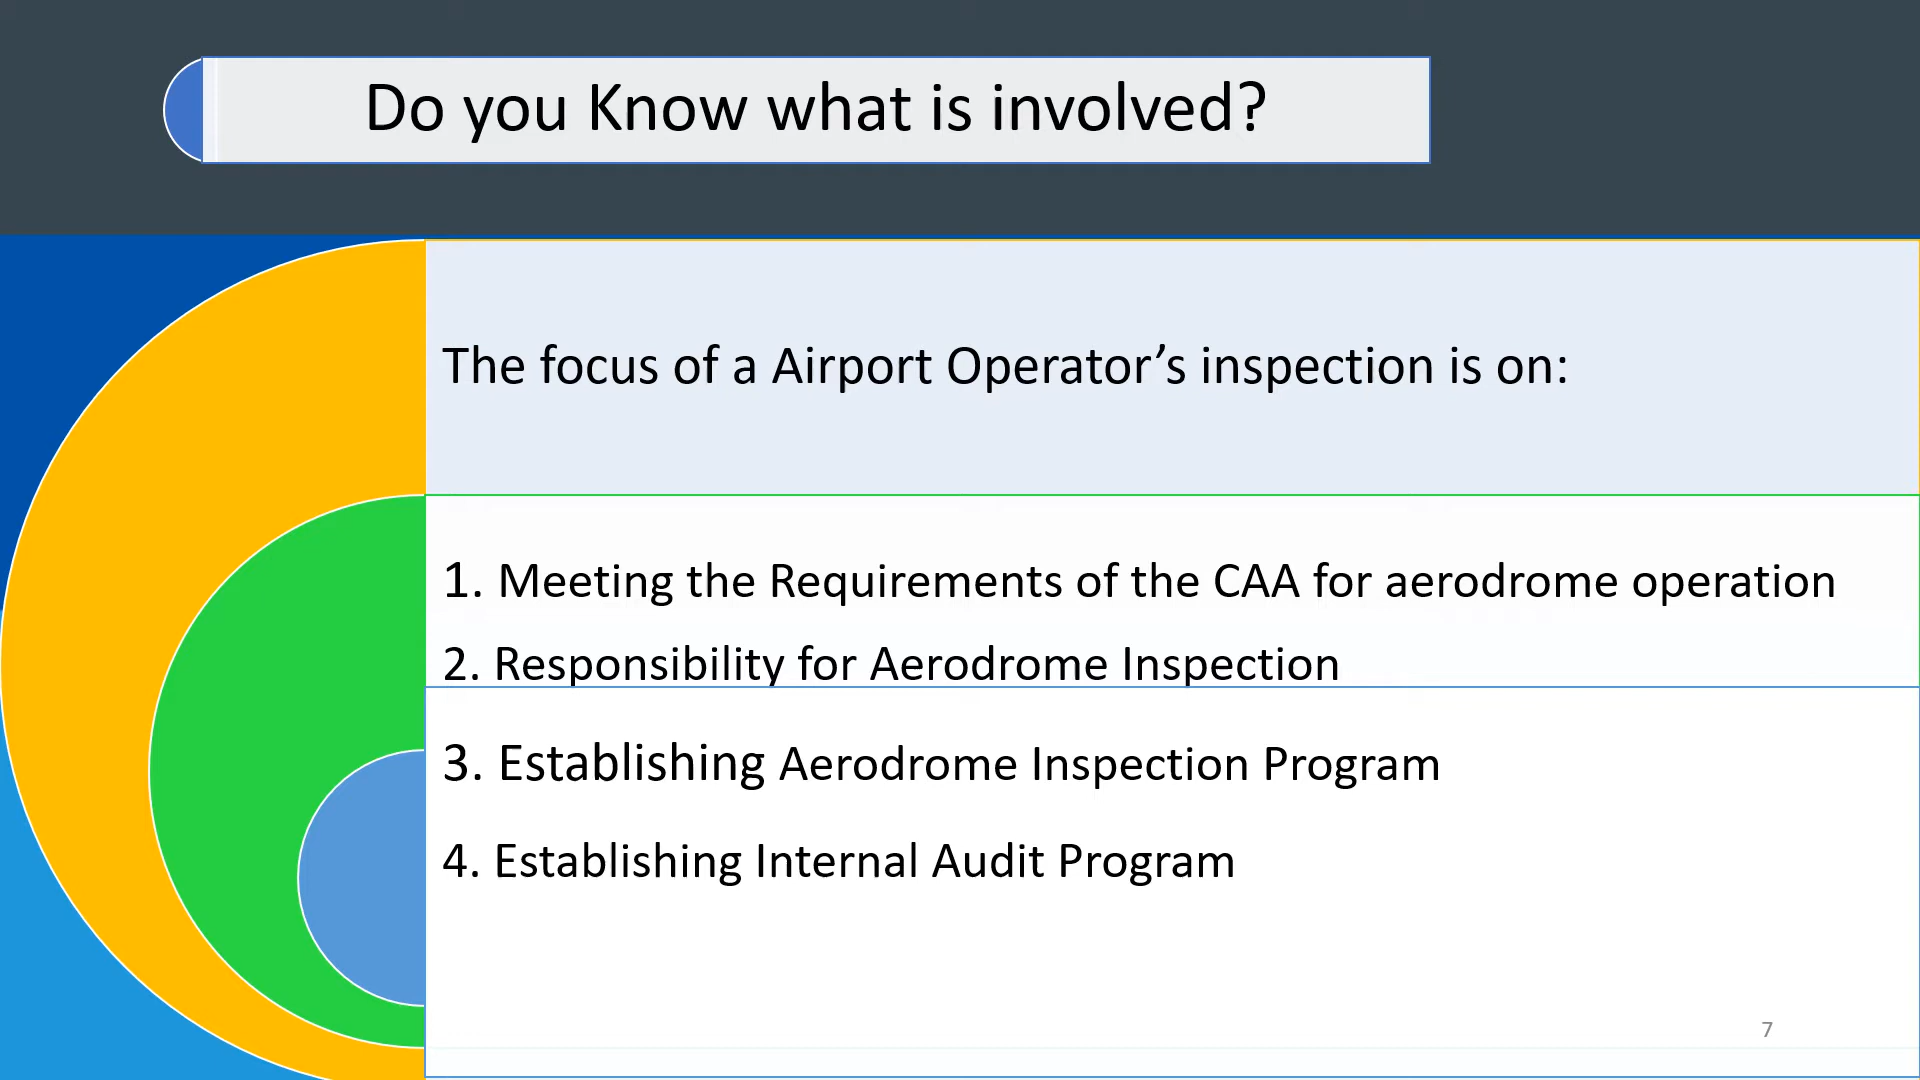 Do you Know what is involved?
The focus of a Airport Operator’s inspection is on:
1. Meeting the Requirements of the CAA for aerodrome operation
2. Responsibility for Aerodrome Inspection
3. Establishing Aerodrome Inspection Program
4. Establishing Internal Audit Program
7